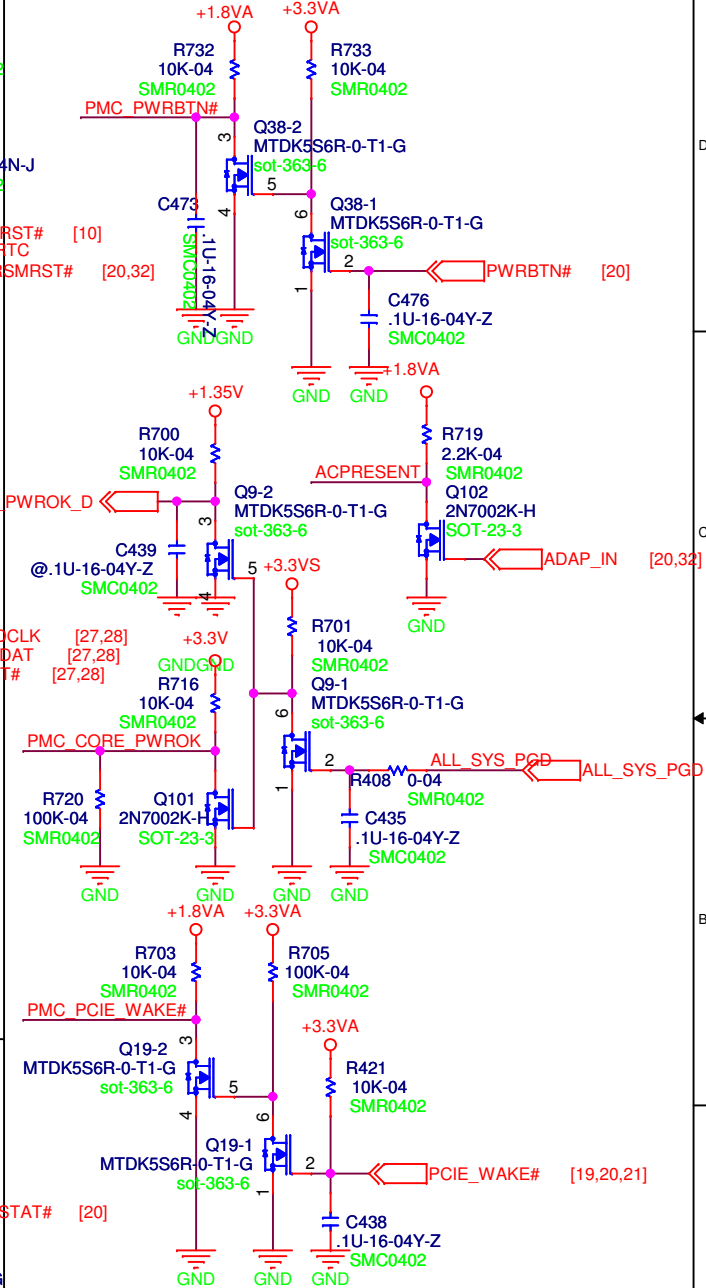 +1.8VA +3.3VA
R732 R733
10K-04 10K-04
SMR0402 SMR0402
PMC_PWRBTN#
3
Q38-2
MTDK5S6R-0-T1-G
sot-363-6
5
4N-J
4
C473
.1U-16-04Y-Z
SMC0402
6
Q38-1
MTDK5S6R-0-T1-G
sot-363-6
RST# [10]
RTC
RSMRST# [20,32]
2
PWRBTN# [20]
1
C476
.1U-16-04Y-Z
SMC0402
GND GND
GND GND
D
+1.8VA
+1.35V
R700
10K-04
SMR0402
R719
2.2K-04
SMR0402
ACPRESENT
Q102
2N7002K-H
SOT-23-3
_PWROK_D
3
Q9-2
MTDK5S6R-0-T1-G
sot-363-6
C
C439
@.1U-16-04Y-Z
SMC0402
5
4
ADAP_IN [20,32]
+3.3VS
GND
R701
10K-04
SMR0402
OCLK [27,28]
DAT [27,28]
T# [27,28]
+3.3V
GND GND
R716
10K-04
SMR0402
Q9-1
MTDK5S6R-0-T1-G
sot-363-6
6
PMC_CORE_PWROK
2
1
ALL_SYS_PGD
ALL_SYS_PGD
R408 0-04
SMR0402
R720
100K-04
SMR0402
Q101
2N7002K-H
SOT-23-3
C435
.1U-16-04Y-Z
SMC0402
GND GND GND GND
B
+1.8VA +3.3VA
R703 R705
10K-04 100K-04
SMR0402 SMR0402
PMC_PCIE_WAKE#
+3.3VA
3
Q19-2
MTDK5S6R-0-T1-G
sot-363-6
5
4
R421
10K-04
SMR0402
6
Q19-1
MTDK5S6R-0-T1-G
sot-363-6
2
1
PCIE_WAKE# [19,20,21]
STAT# [20]
C438
.1U-16-04Y-Z
SMC0402
GND GND GND